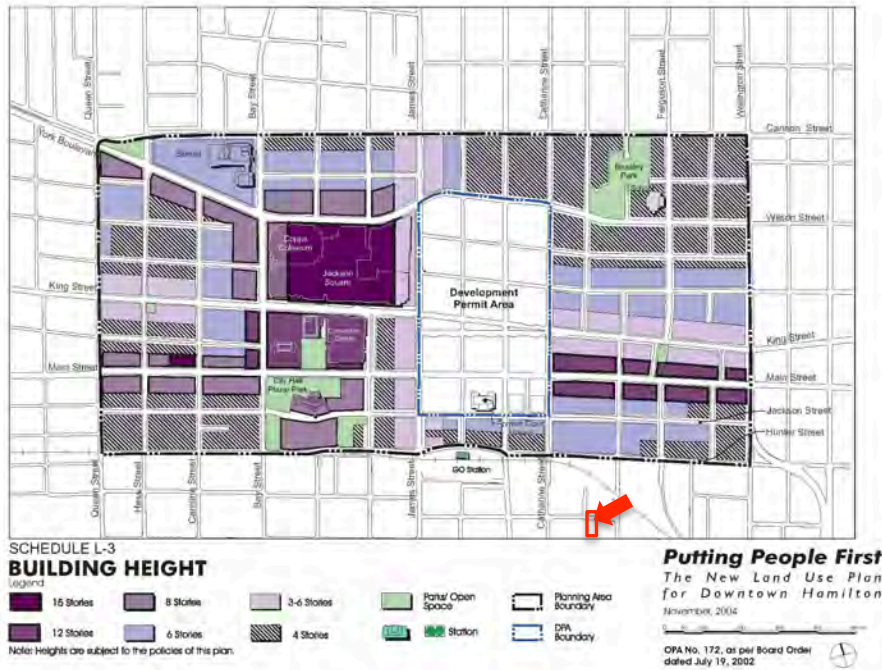 Queen Street
Bay Street
James Street
Catharine Street
Ferguson Street
Wellington Street
Cannon Street
York Boulevard
Beasley
Park
Wilson Street
Copps
Coliseum
Jackson
Square
King Street
Development
Permit Area
King Street
Main Street
Main Street
City Hall
Jackson Street
Hunter Street
GO Station
Queen Street
Hess Street
Caroline Street
Bay Street
James Street
Catharine Street
SCHEDULE L-3
BUILDING HEIGHT
Legend
15 Stories
8 Stories
3-6 Stories
Parks/ Open
Space
Planning Area
Boundary
12 Stories
6 Stories
4 Stories
Station
DPA
Boundary
Note: Heights are subject to the policies of this plan.
Putting People First
The New Land Use Plan
for Downtown Hamilton
November, 2004
OPA No. 172, as per Board Order
dated July 19, 2002